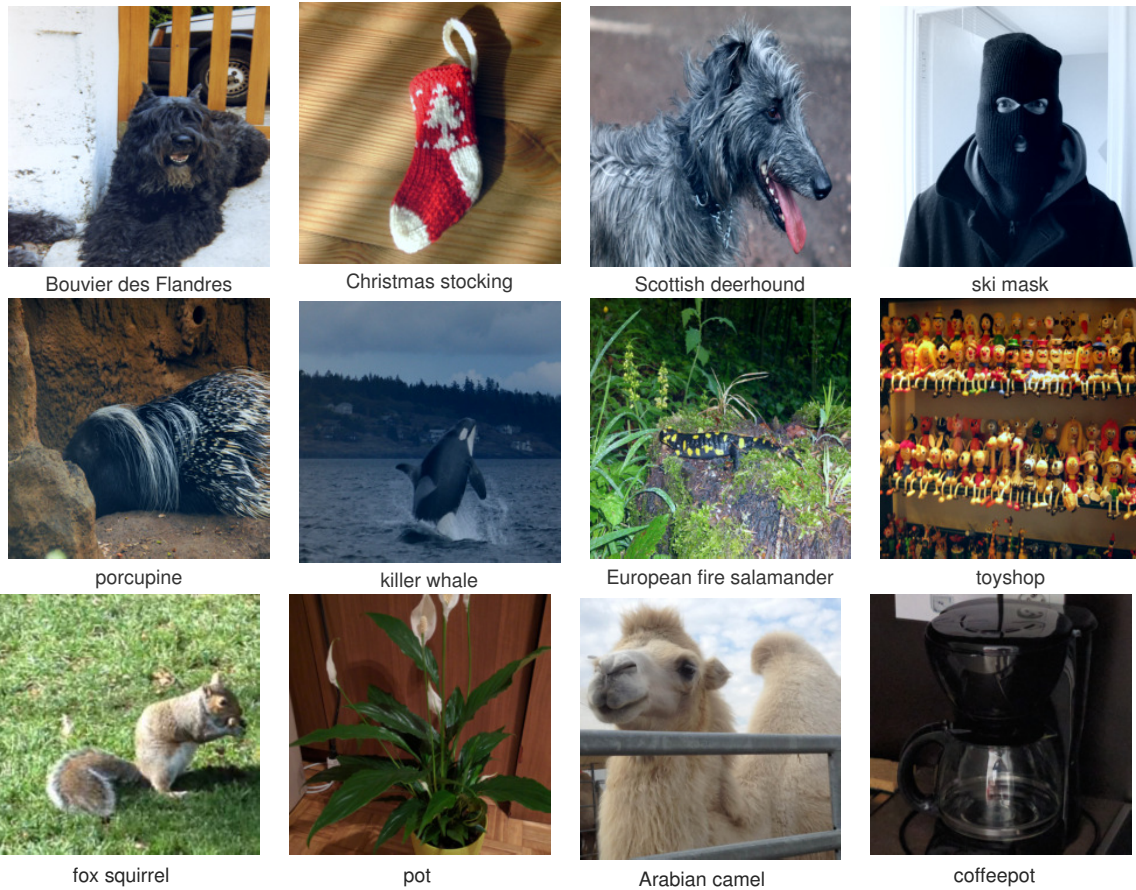 Bouvier des Flandres
Christmas stocking
Scottish deerhound
ski mask
porcupine
killer whale
European fire salamander
toyshop
fox squirrel
pot
Arabian camel
coffeepot